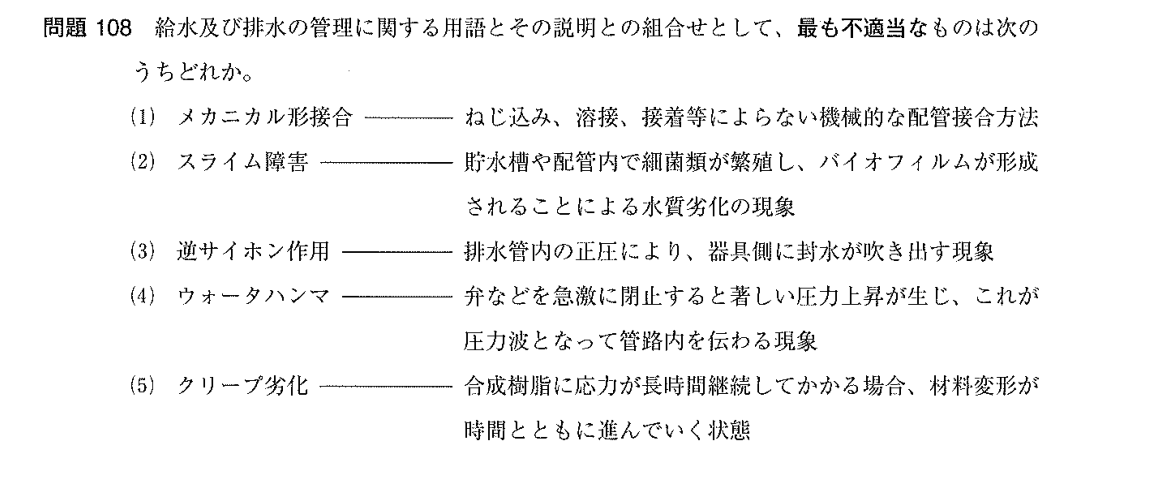 問題 108 給水及び排水の管理に関する用語とその説明との組合せとして、最も不適当なものは次の
うちどれか。
(1) メカニカル形接合 ──── ねじ込み、溶接、接着等によらない機械的な配管接合方法
(2) スライム障害 ────── 貯水槽や配管内で細菌類が繁殖し、バイオフィルムが形成
されることによる水質劣化の現象
(3) 逆サイホン作用 ───── 排水管内の正圧により、器具側に封水が吹き出す現象
(4) ウォータハンマ ───── 弁などを急激に閉止すると著しい圧力上昇が生じ、これが
圧力波となって管路内を伝わる現象
(5) クリープ劣化 ────── 合成樹脂に応力が長時間継続してかかる場合、材料変形が
時間とともに進んでいく状態